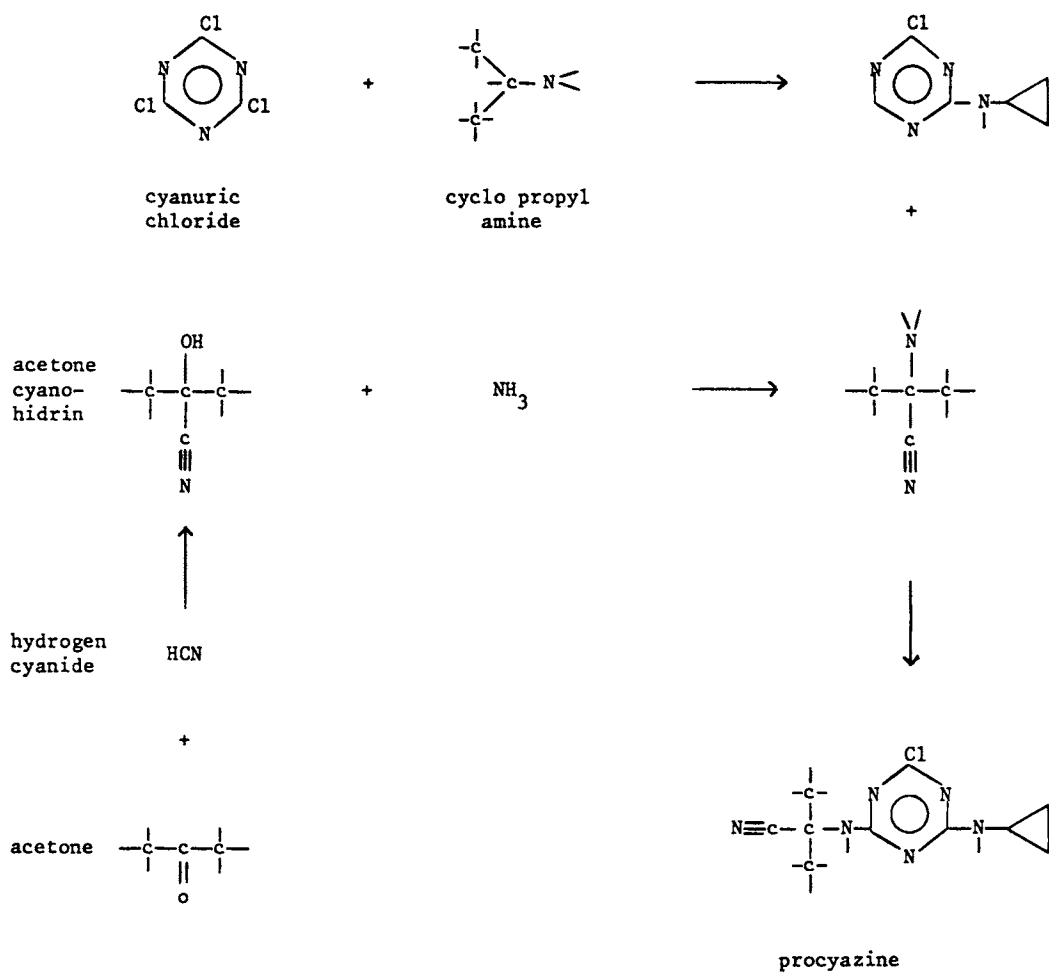 Cl
N N
Cl Cl
N
+
-C-
-C-N
-C-
Cl
N N
N -N-
cyanuric
chloride
cyclo propyl
amine
+
acetone
cyano-
hidrin
OH
C C C
C
N
+
NH3
N
C C C
C
N
hydrogen
cyanide
HCN
+
acetone
C C C
O
Cl
N N
-C-
N≡C-C-N -N-
-C-
N
procyazine